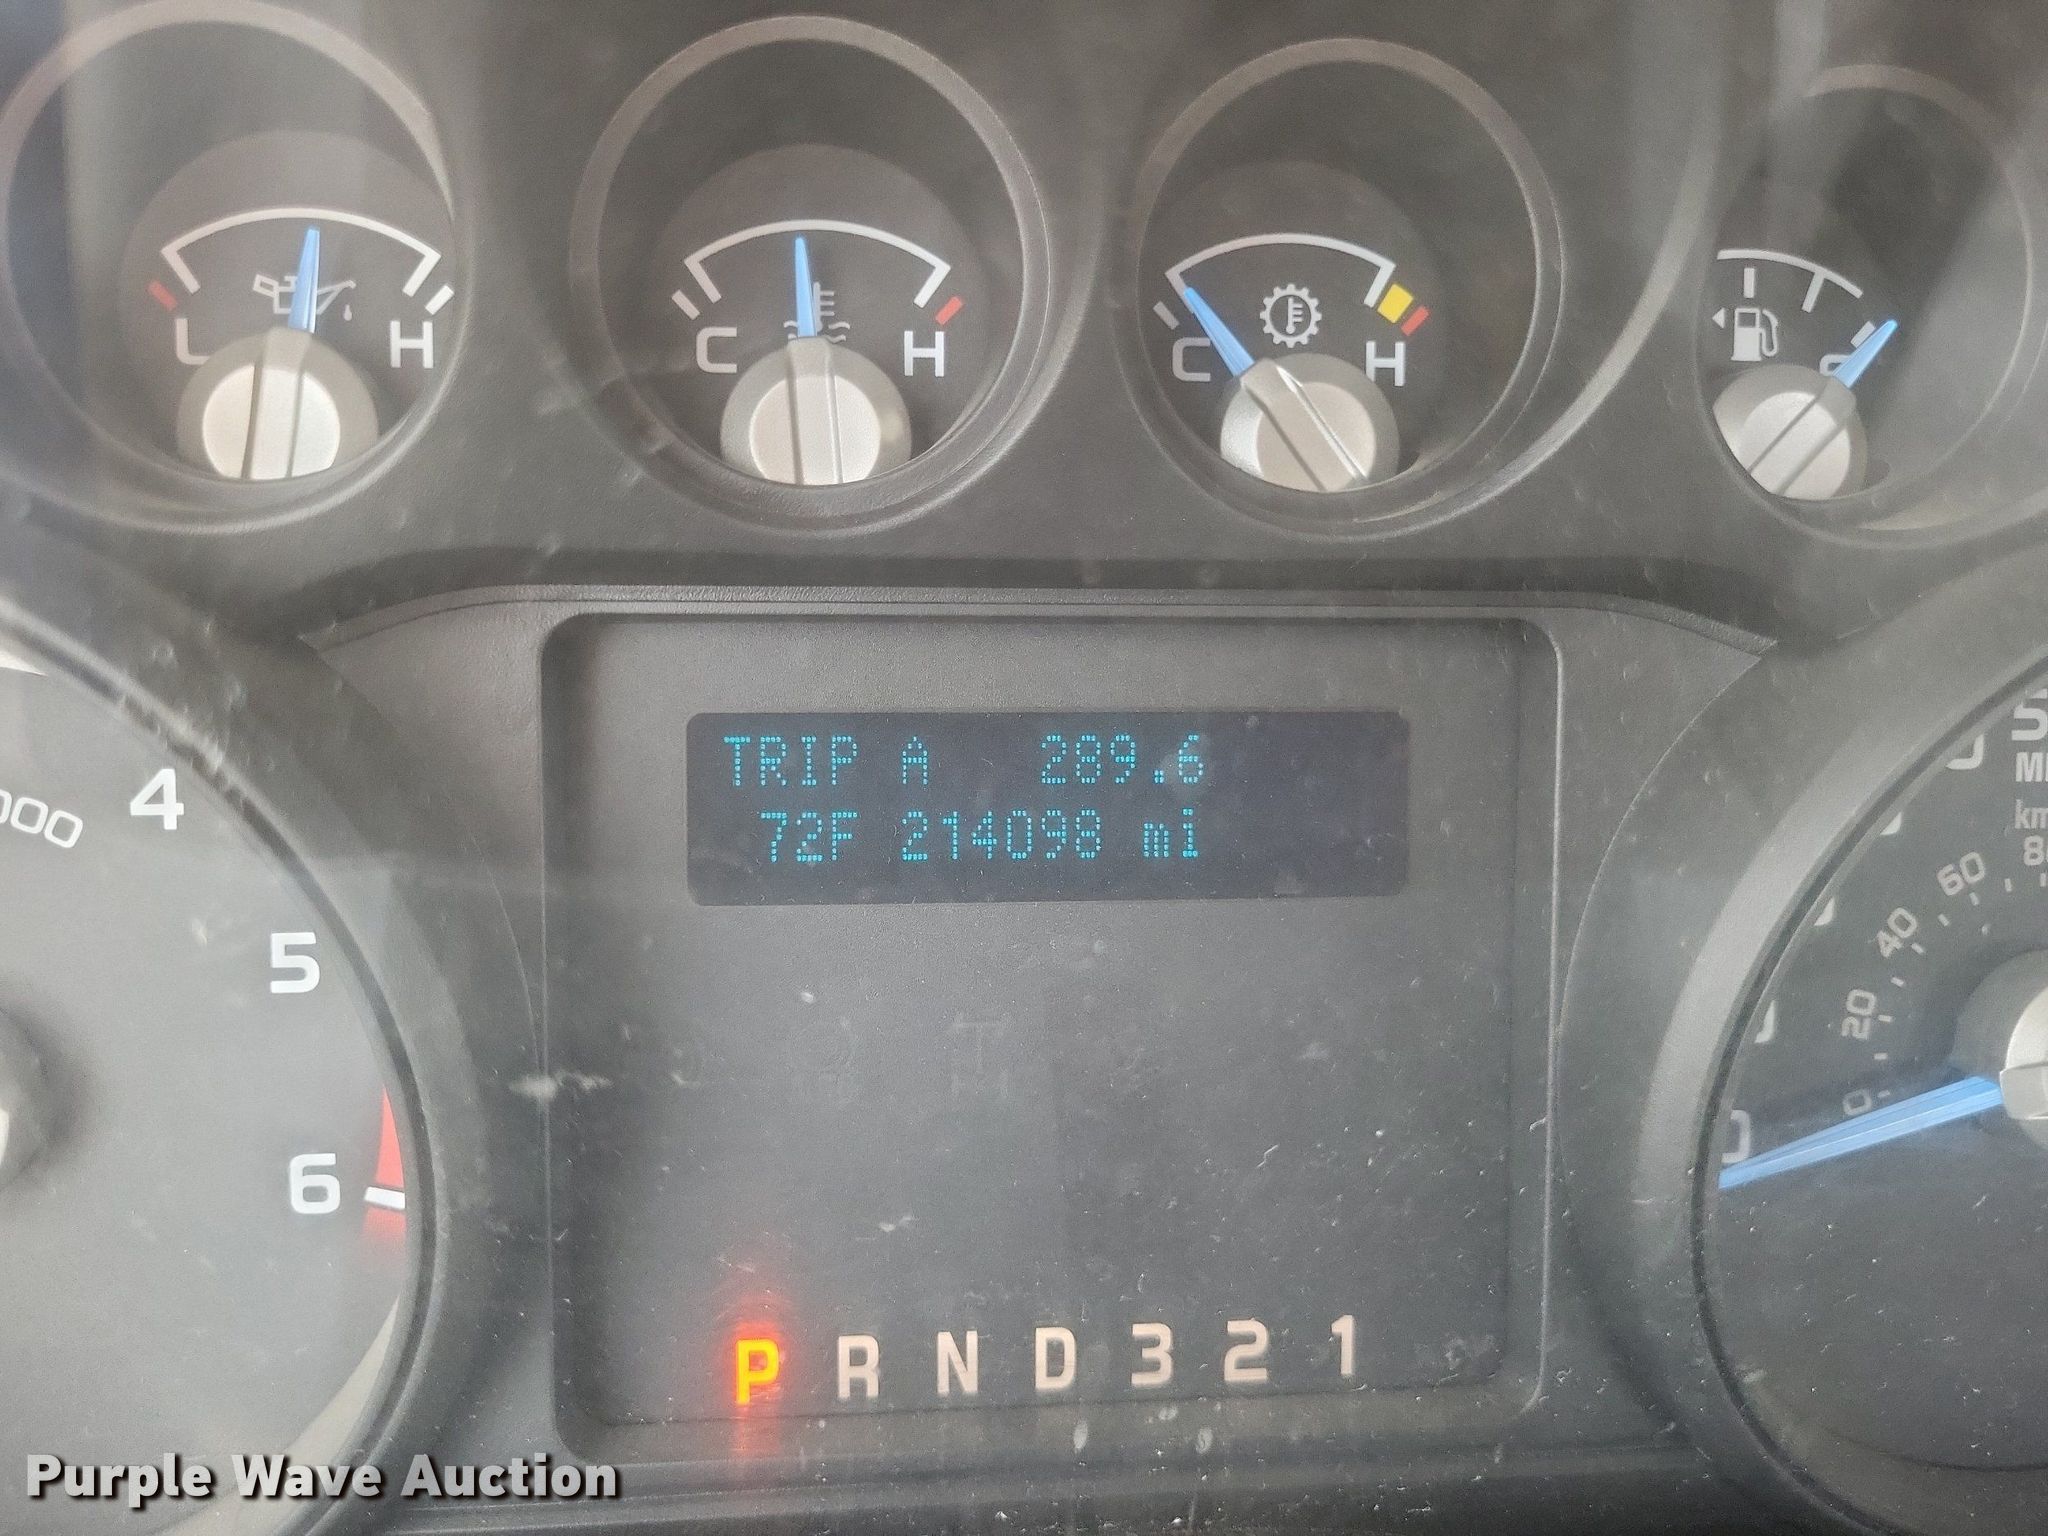 L H
C H
C H
TRIP A 289.6
72F 214098 mi
000
4
5
6
60
40
20
0
P R N D 3 2 1
Purple Wave Auction